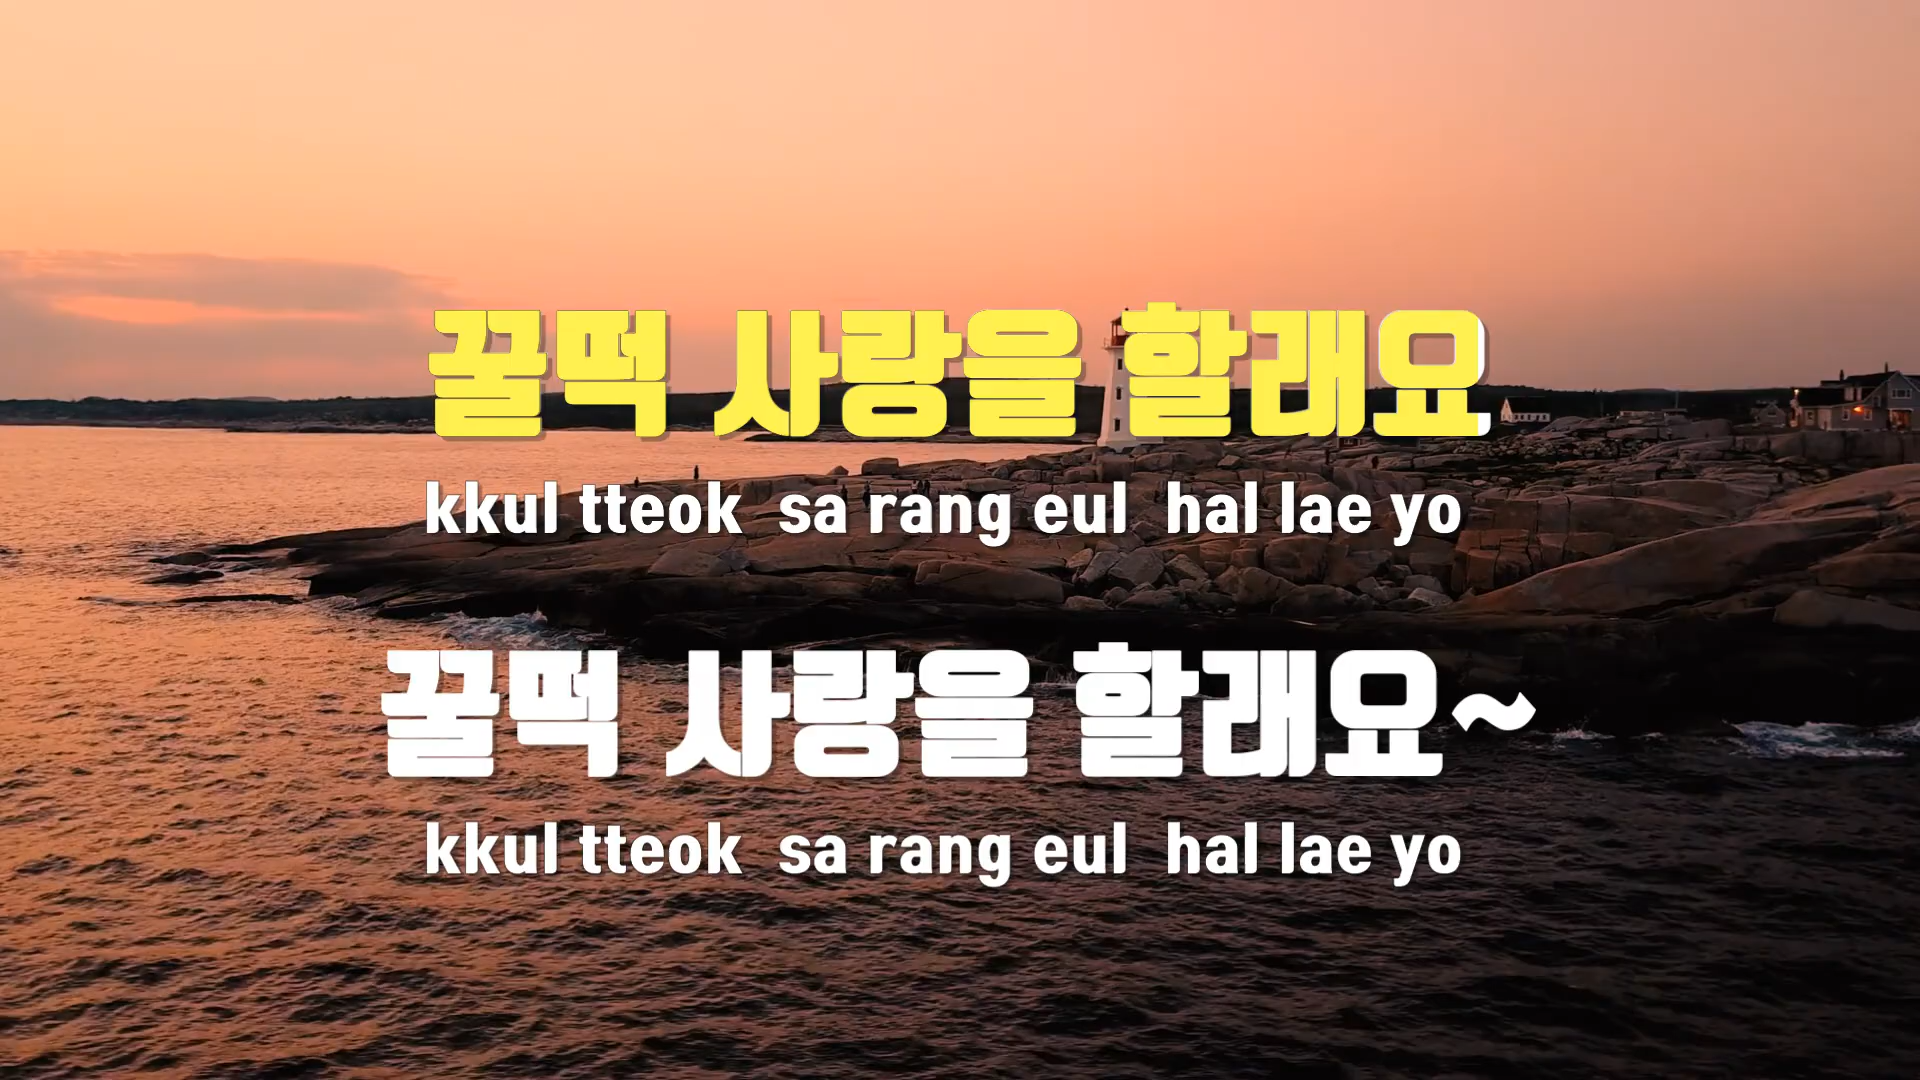 꿀떡 사랑을 할래요
kkul tteok sa rang eul hal lae yo
꿀떡 사랑을 할래요~
kkul tteok sa rang eul hal lae yo